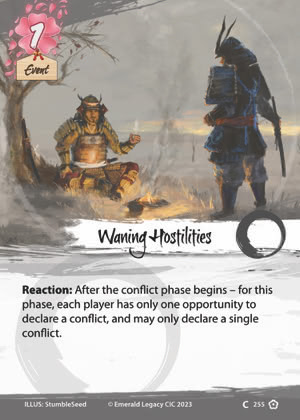 1
Event
Waning Hostilities
Reaction: After the conflict phase begins – for this
phase, each player has only one opportunity to
declare a conflict, and may only declare a single
conflict.
ILLUS: StumbleSeed © Emerald Legacy CIC 2023 C 255